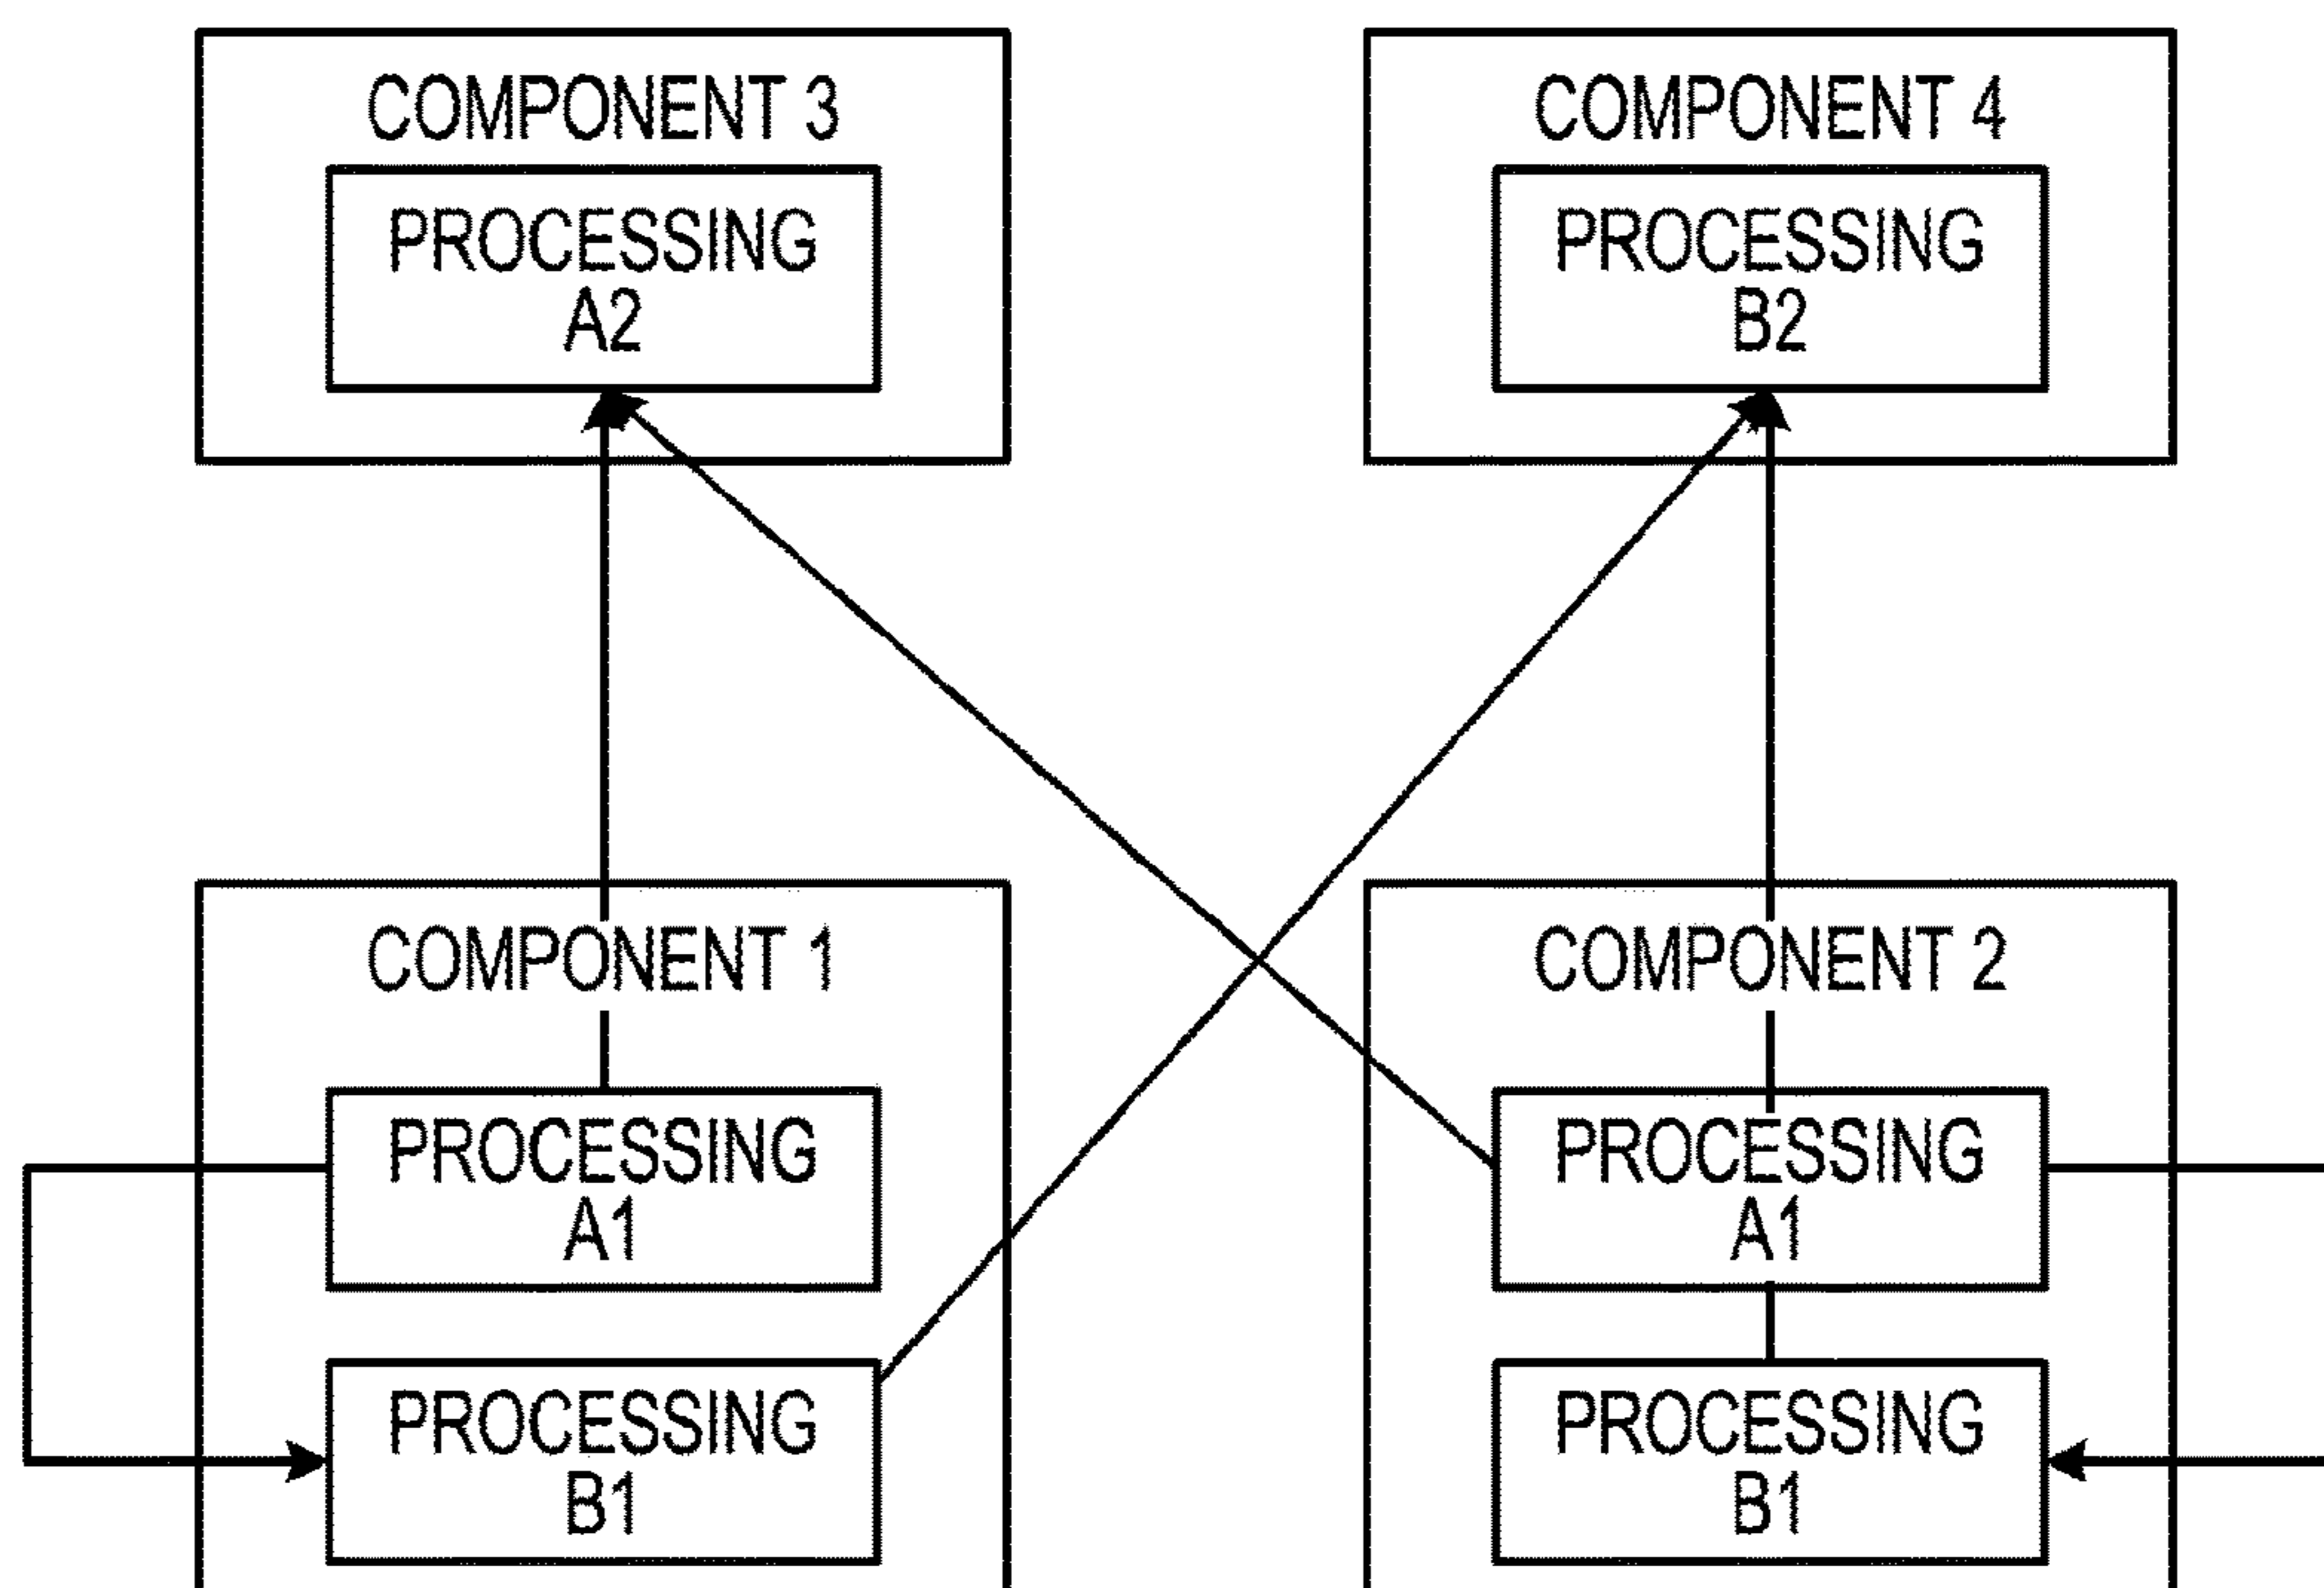 COMPONENT 3
PROCESSING
A2
COMPONENT 4
PROCESSING
B2
COMPONENT 1
PROCESSING
A1
PROCESSING
B1
COMPONENT 2
PROCESSING
A1
PROCESSING
B1